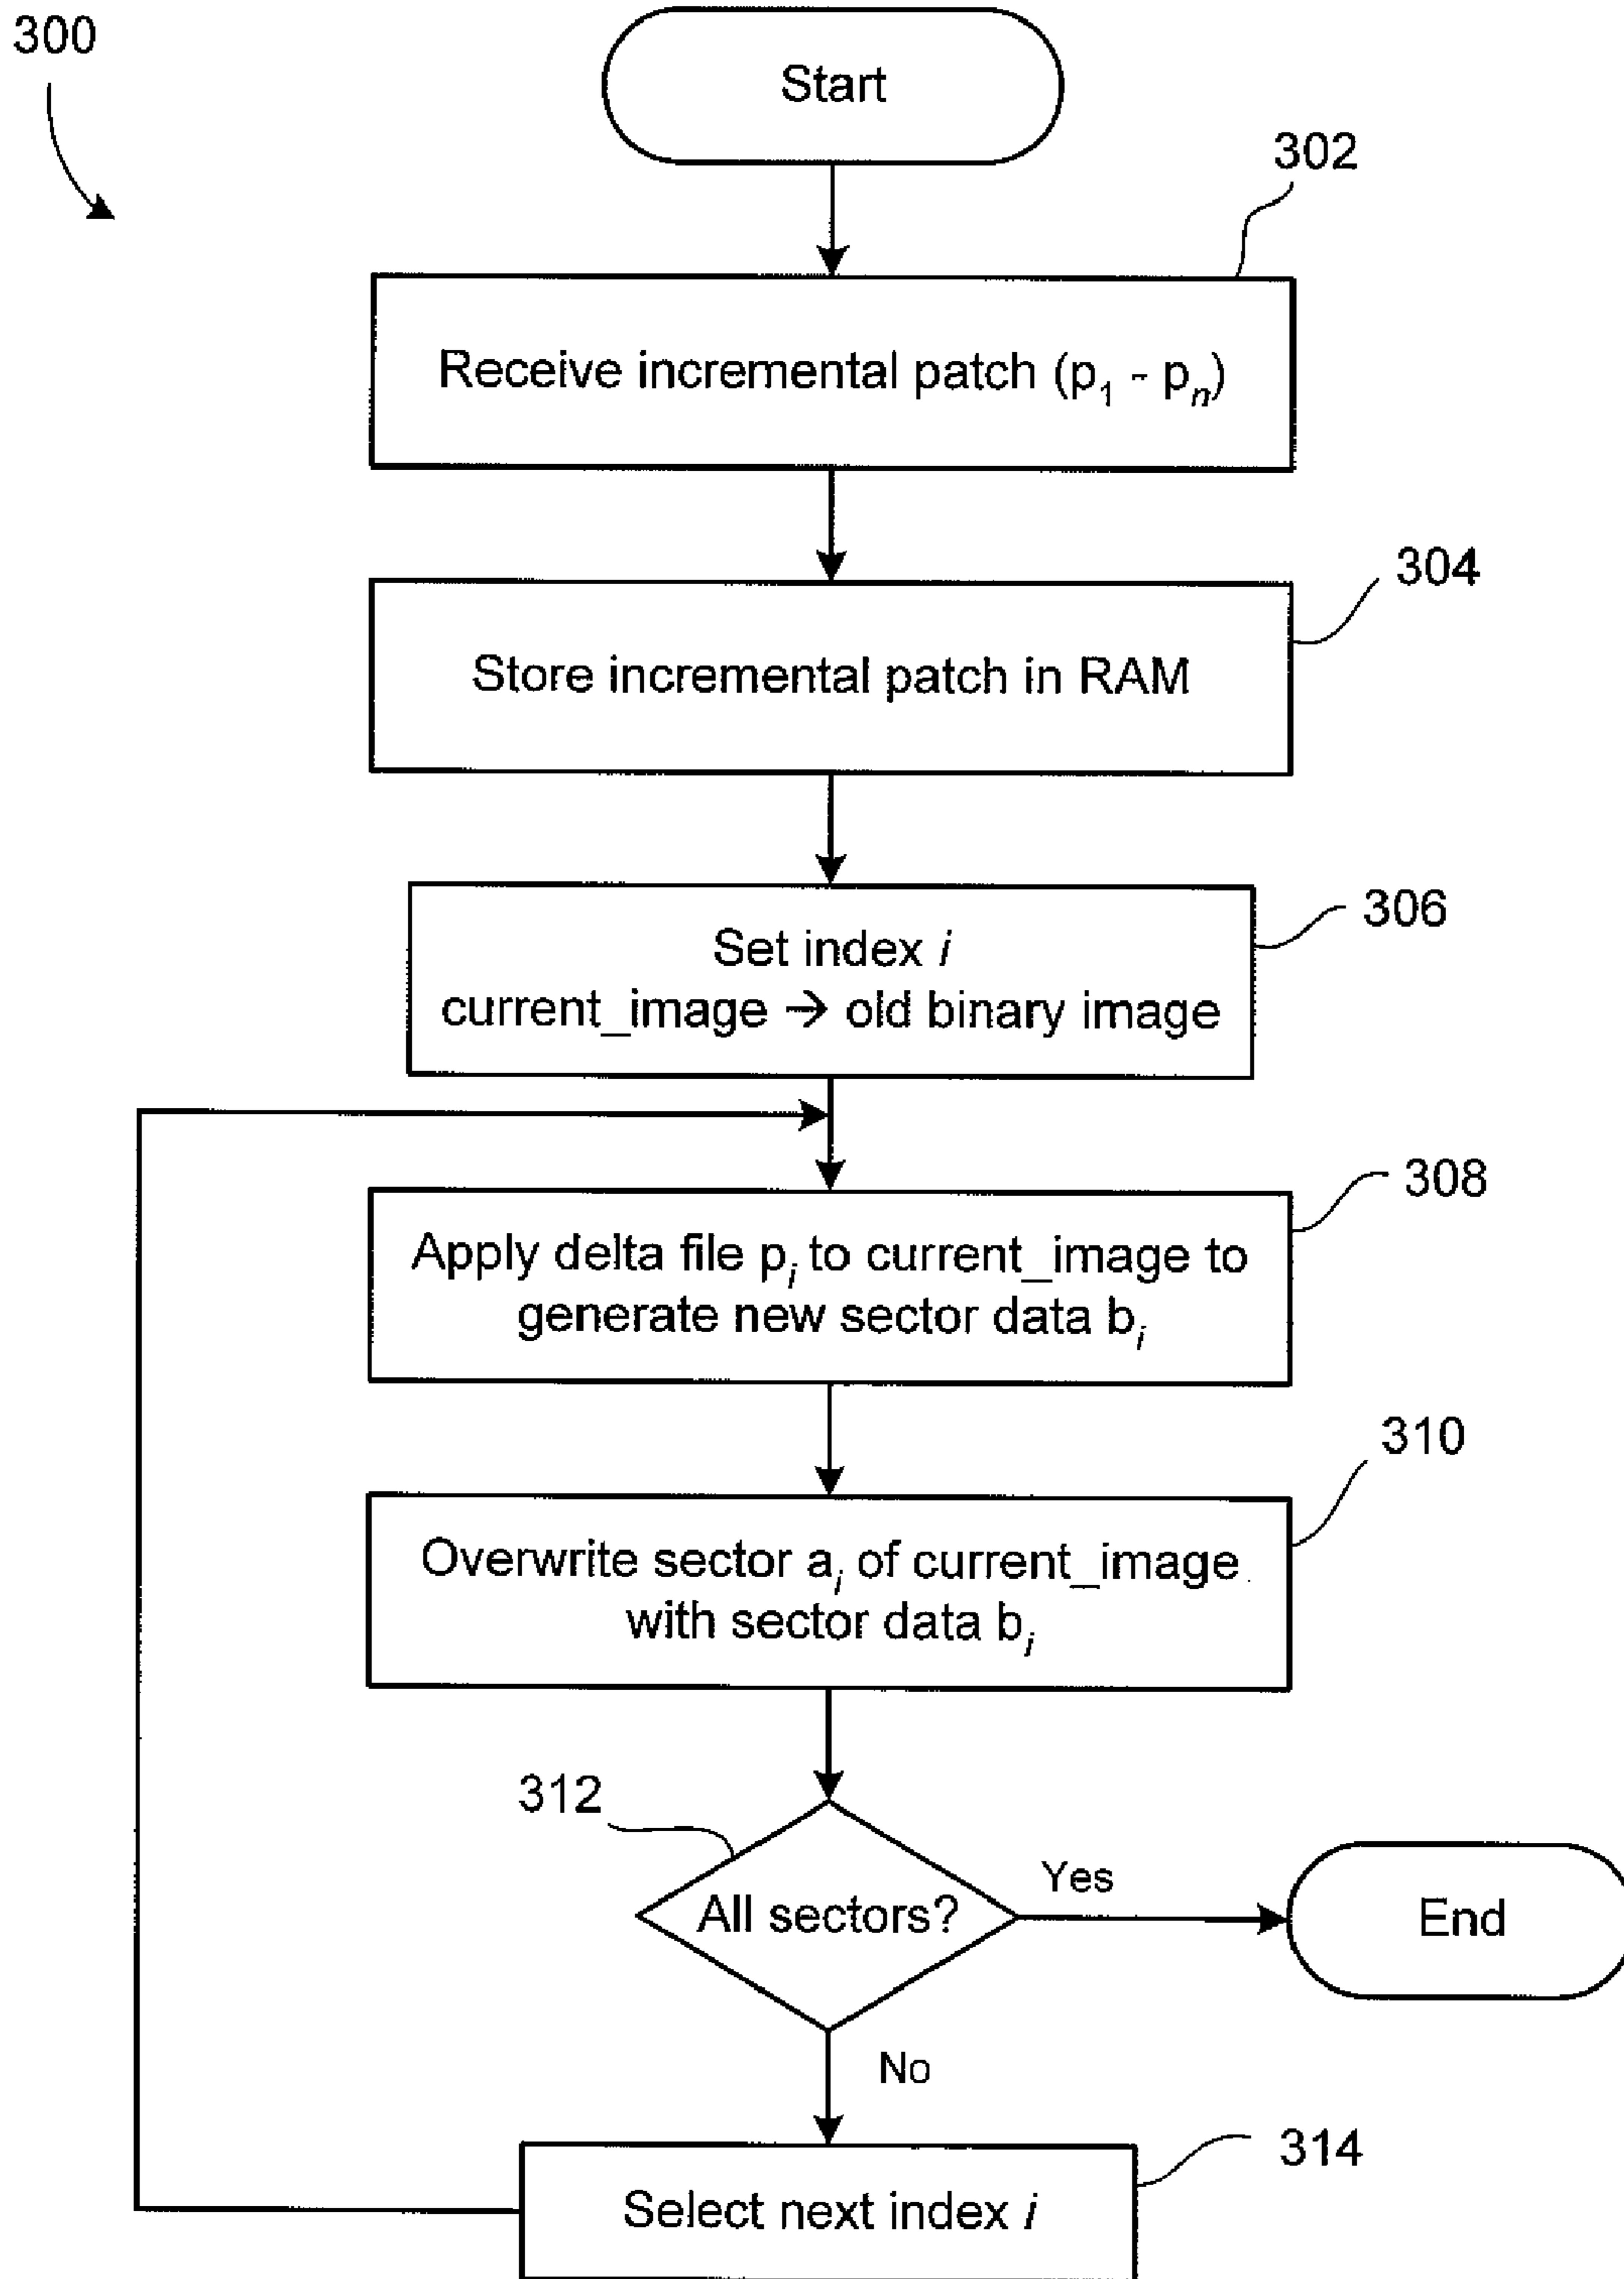 300
Start
302
Receive incremental patch (p₁ - pₙ)
304
Store incremental patch in RAM
306
Set index i
current_image → old binary image
308
Apply delta file pᵢ to current_image to
generate new sector data bᵢ
310
Overwrite sector aᵢ of current_image
with sector data bᵢ
312
All sectors?
Yes
End
No
314
Select next index i